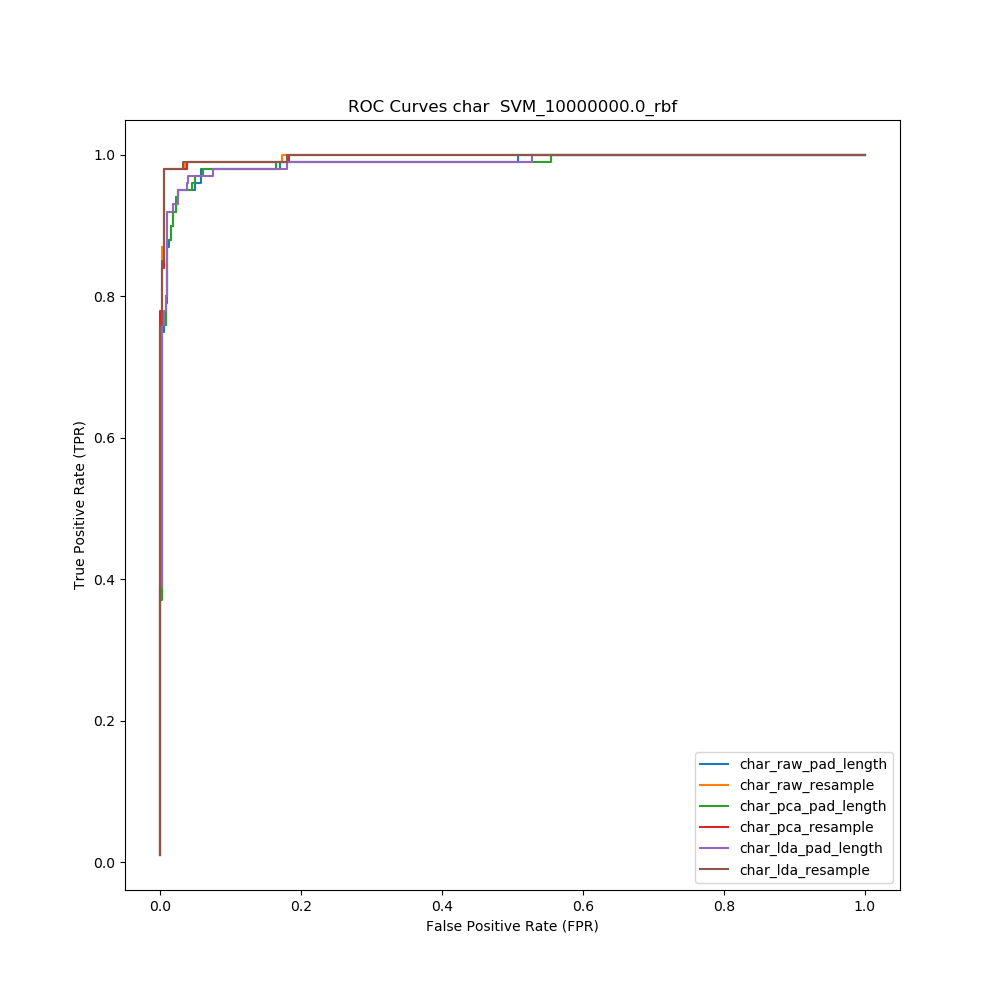 ROC Curves char  SVM_10000000.0_rbf
1.0
0.8
0.6
0.4
0.2
0.0
True Positive Rate (TPR)
char_raw_pad_length
char_raw_resample
char_pca_pad_length
char_pca_resample
char_lda_pad_length
char_lda_resample
0.0 0.2 0.4 0.6 0.8 1.0
False Positive Rate (FPR)